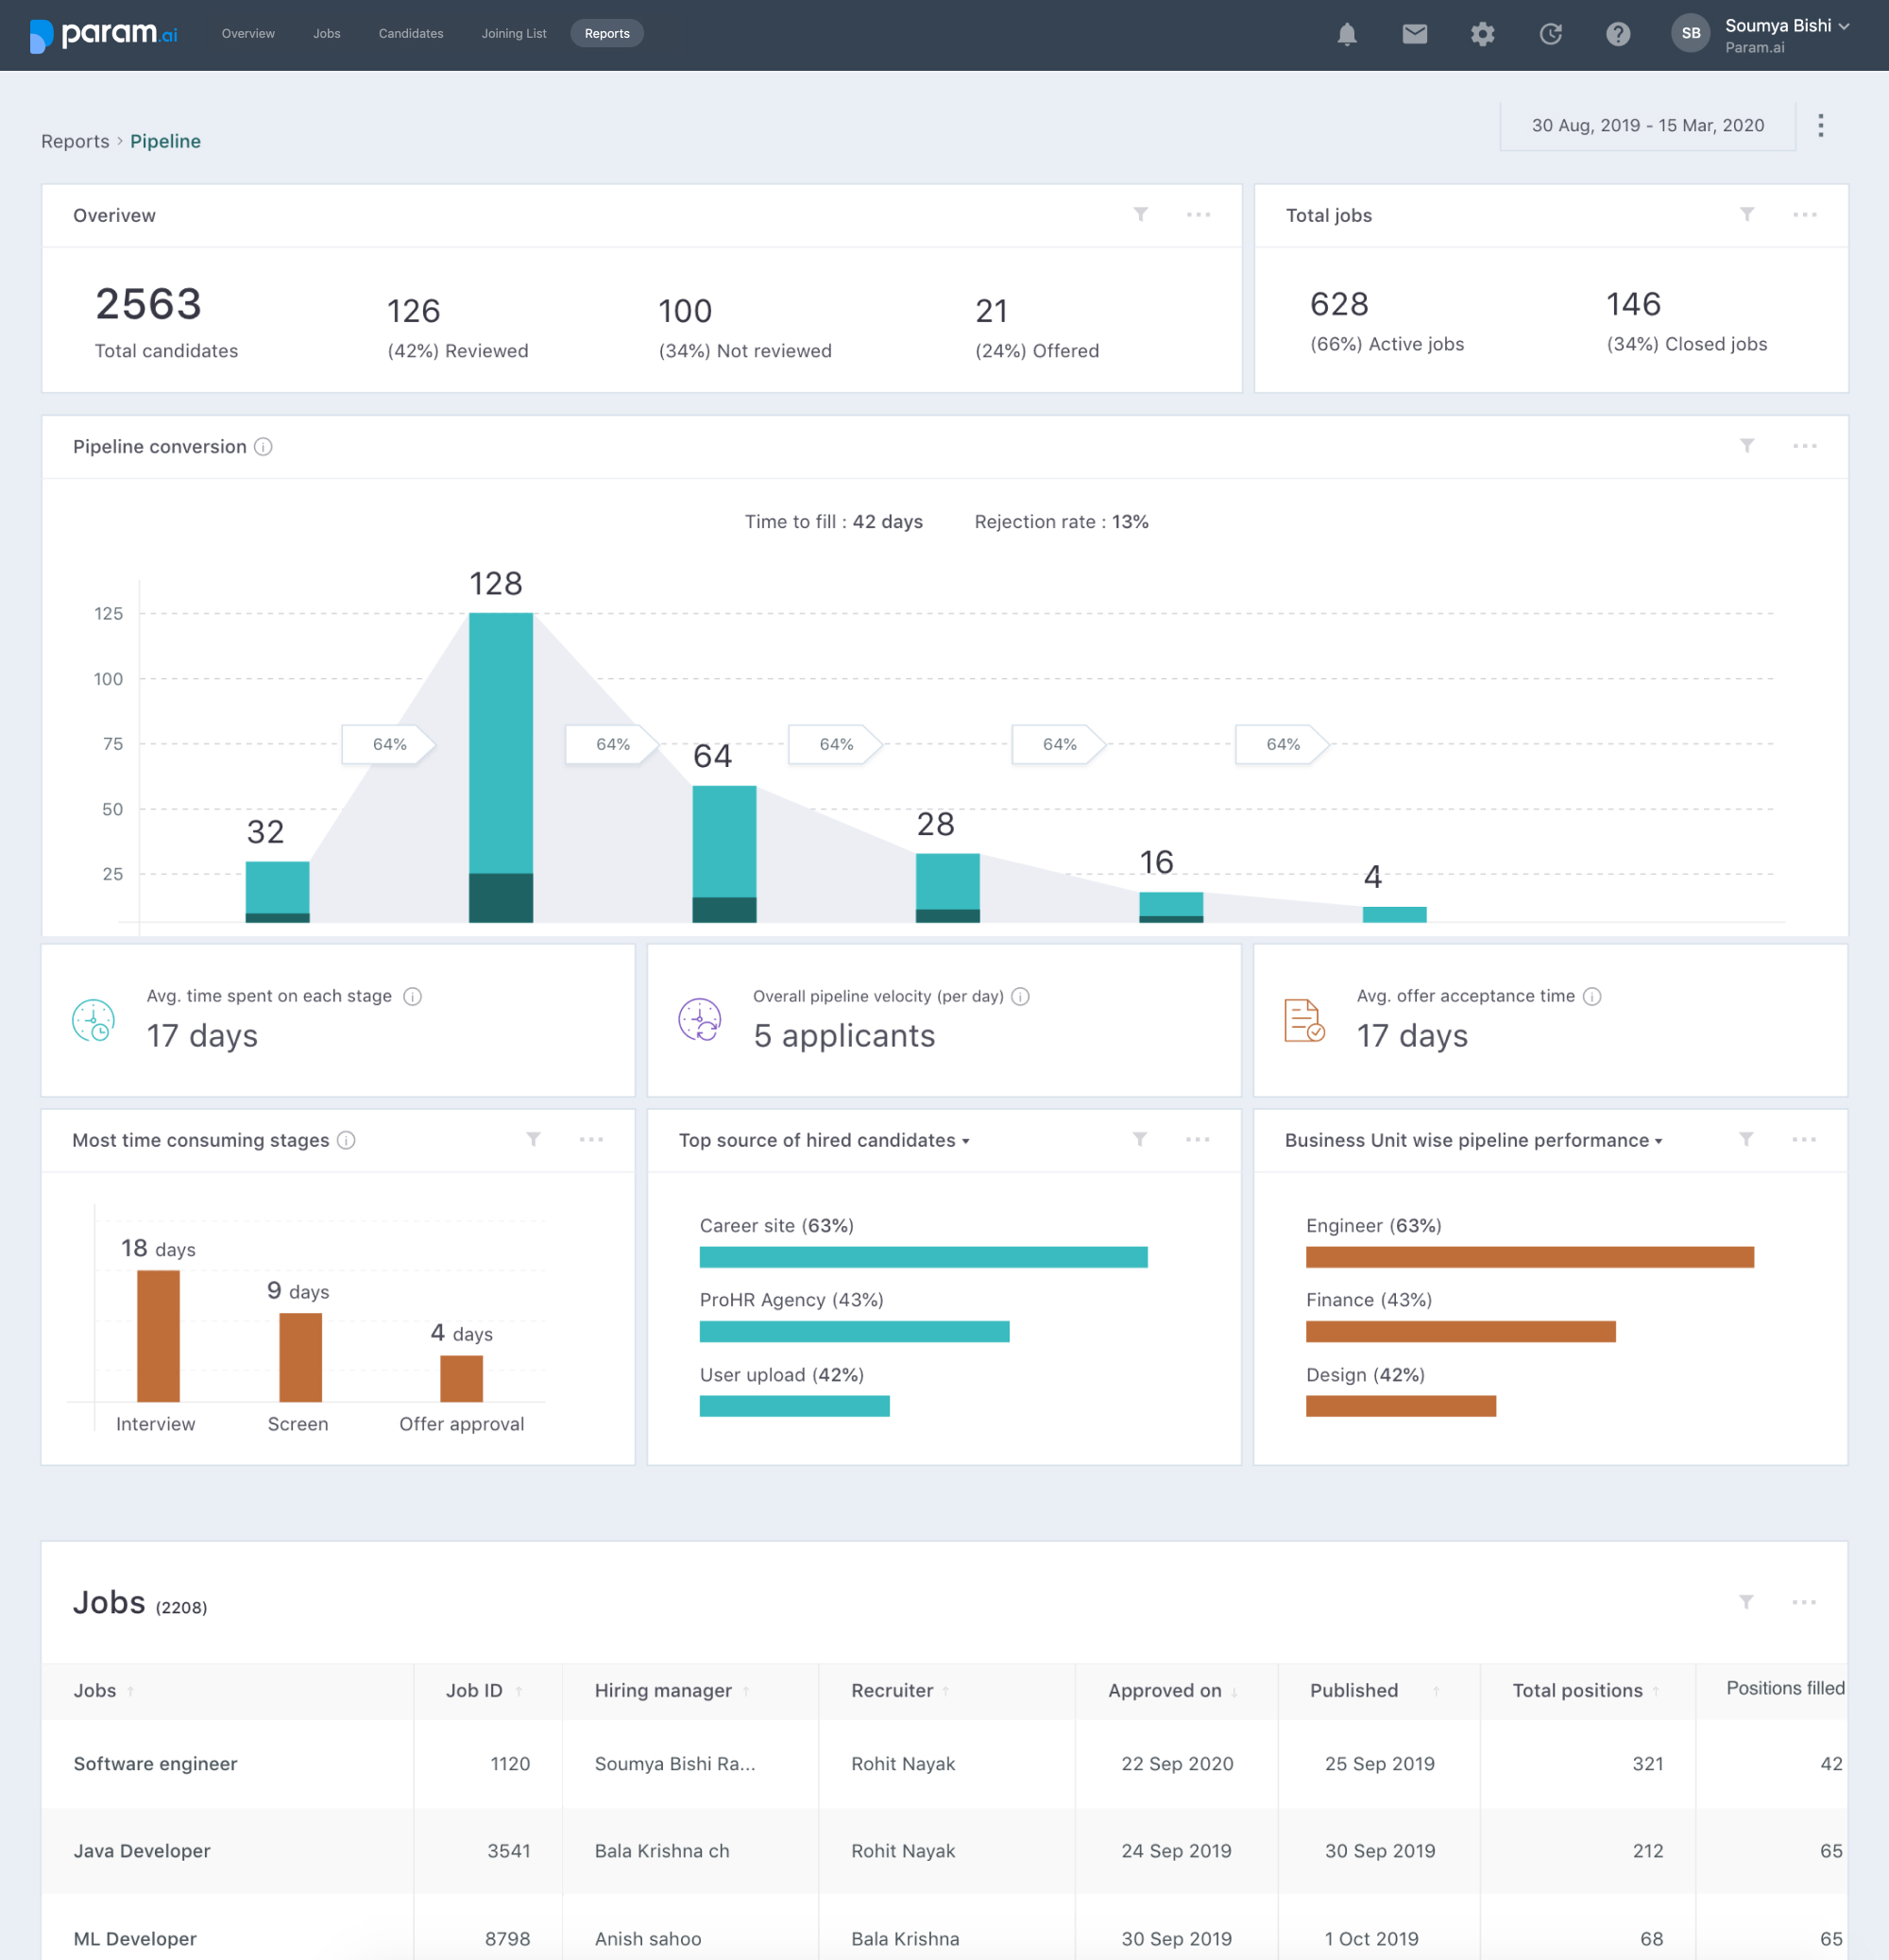 param.ai Overview Jobs Candidates Joining List Reports SB Soumya Bishi
Param.ai
30 Aug, 2019 - 15 Mar, 2020
Reports › Pipeline
Overivew
2563
Total candidates
126
(42%) Reviewed
100
(34%) Not reviewed
21
(24%) Offered
Total jobs
628
(66%) Active jobs
146
(34%) Closed jobs
Pipeline conversion
Time to fill : 42 days Rejection rate : 13%
125
100
75
50
25
32
128
64
28
16
4
64%
64%
64%
64%
64%
Avg. time spent on each stage
17 days
Overall pipeline velocity (per day)
5 applicants
Avg. offer acceptance time
17 days
Most time consuming stages
18 days
9 days
4 days
Interview Screen Offer approval
Top source of hired candidates
Career site (63%)
ProHR Agency (43%)
User upload (42%)
Business Unit wise pipeline performance
Engineer (63%)
Finance (43%)
Design (42%)
Jobs (2208)
Jobs ↑ Job ID ↑ Hiring manager ↑ Recruiter ↑ Approved on ↓ Published ↑ Total positions ↑ Positions filled
Software engineer 1120 Soumya Bishi Ra... Rohit Nayak 22 Sep 2020 25 Sep 2019 321 42
Java Developer 3541 Bala Krishna ch Rohit Nayak 24 Sep 2019 30 Sep 2019 212 65
ML Developer 8798 Anish sahoo Bala Krishna 30 Sep 2019 1 Oct 2019 68 65